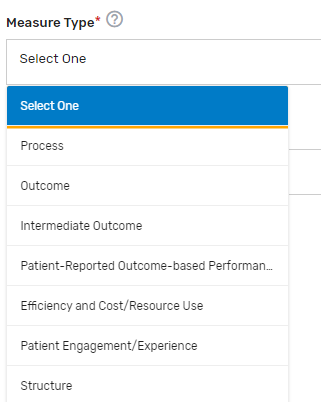 Measure Type* ?
Select One
Select One
Process
Outcome
Intermediate Outcome
Patient-Reported Outcome-based Performan...
Efficiency and Cost/Resource Use
Patient Engagement/Experience
Structure